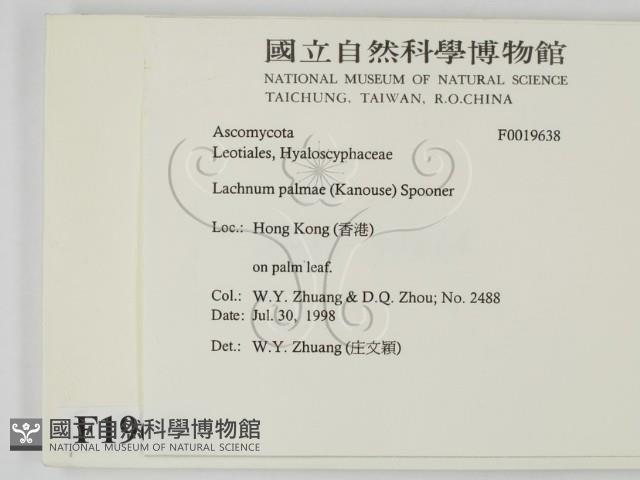 國立自然科學博物館
NATIONAL MUSEUM OF NATURAL SCIENCE
TAICHUNG, TAIWAN, R.O.CHINA
Ascomycota F0019638
Leotiales, Hyaloscyphaceae
Lachnum palmae (Kanouse) Spooner
Loc.: Hong Kong (香港)
on palm leaf.
Col.: W.Y. Zhuang & D.Q. Zhou; No. 2488
Date: Jul. 30, 1998
Det.: W.Y. Zhuang (庄文穎)
F19
國立自然科學博物館
NATIONAL MUSEUM OF NATURAL SCIENCE